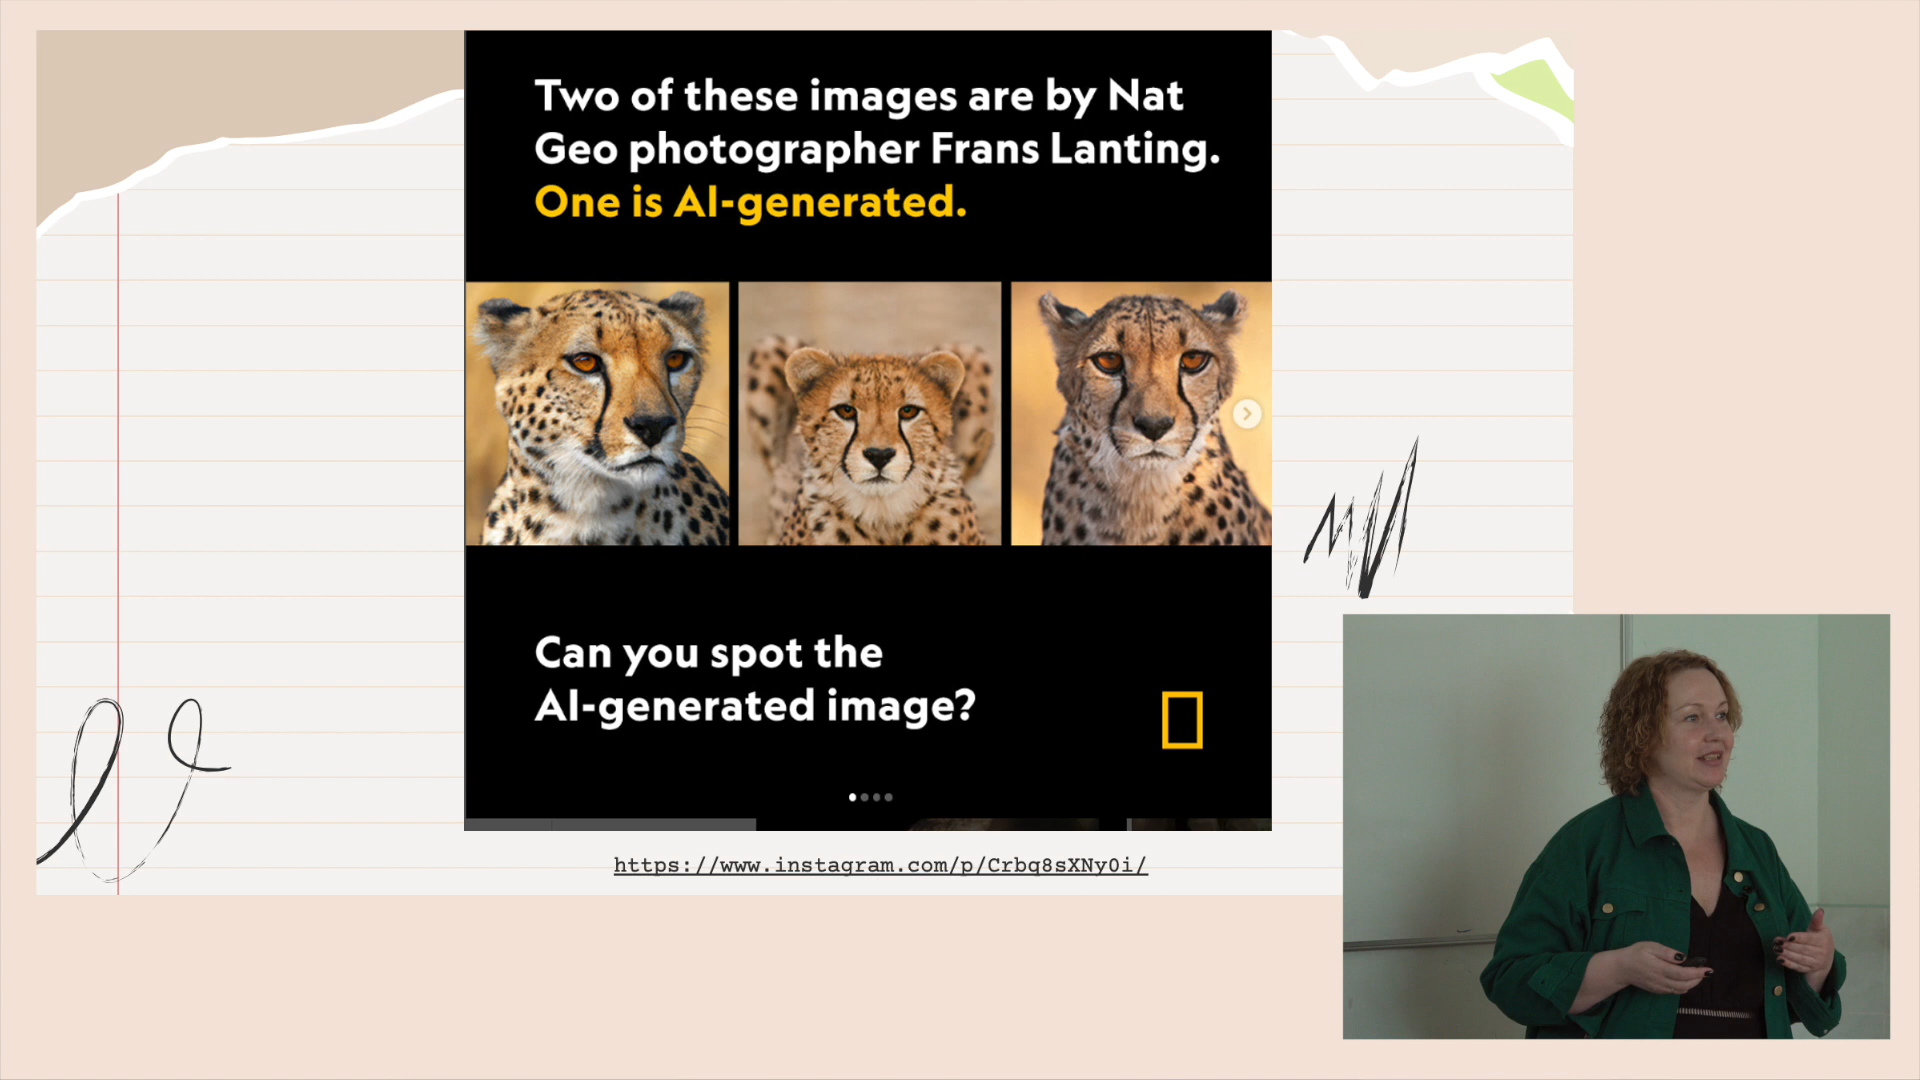 Two of these images are by Nat
Geo photographer Frans Lanting.
One is AI-generated.
Can you spot the
AI-generated image?
https://www.instagram.com/p/Crbq8sXNy0i/